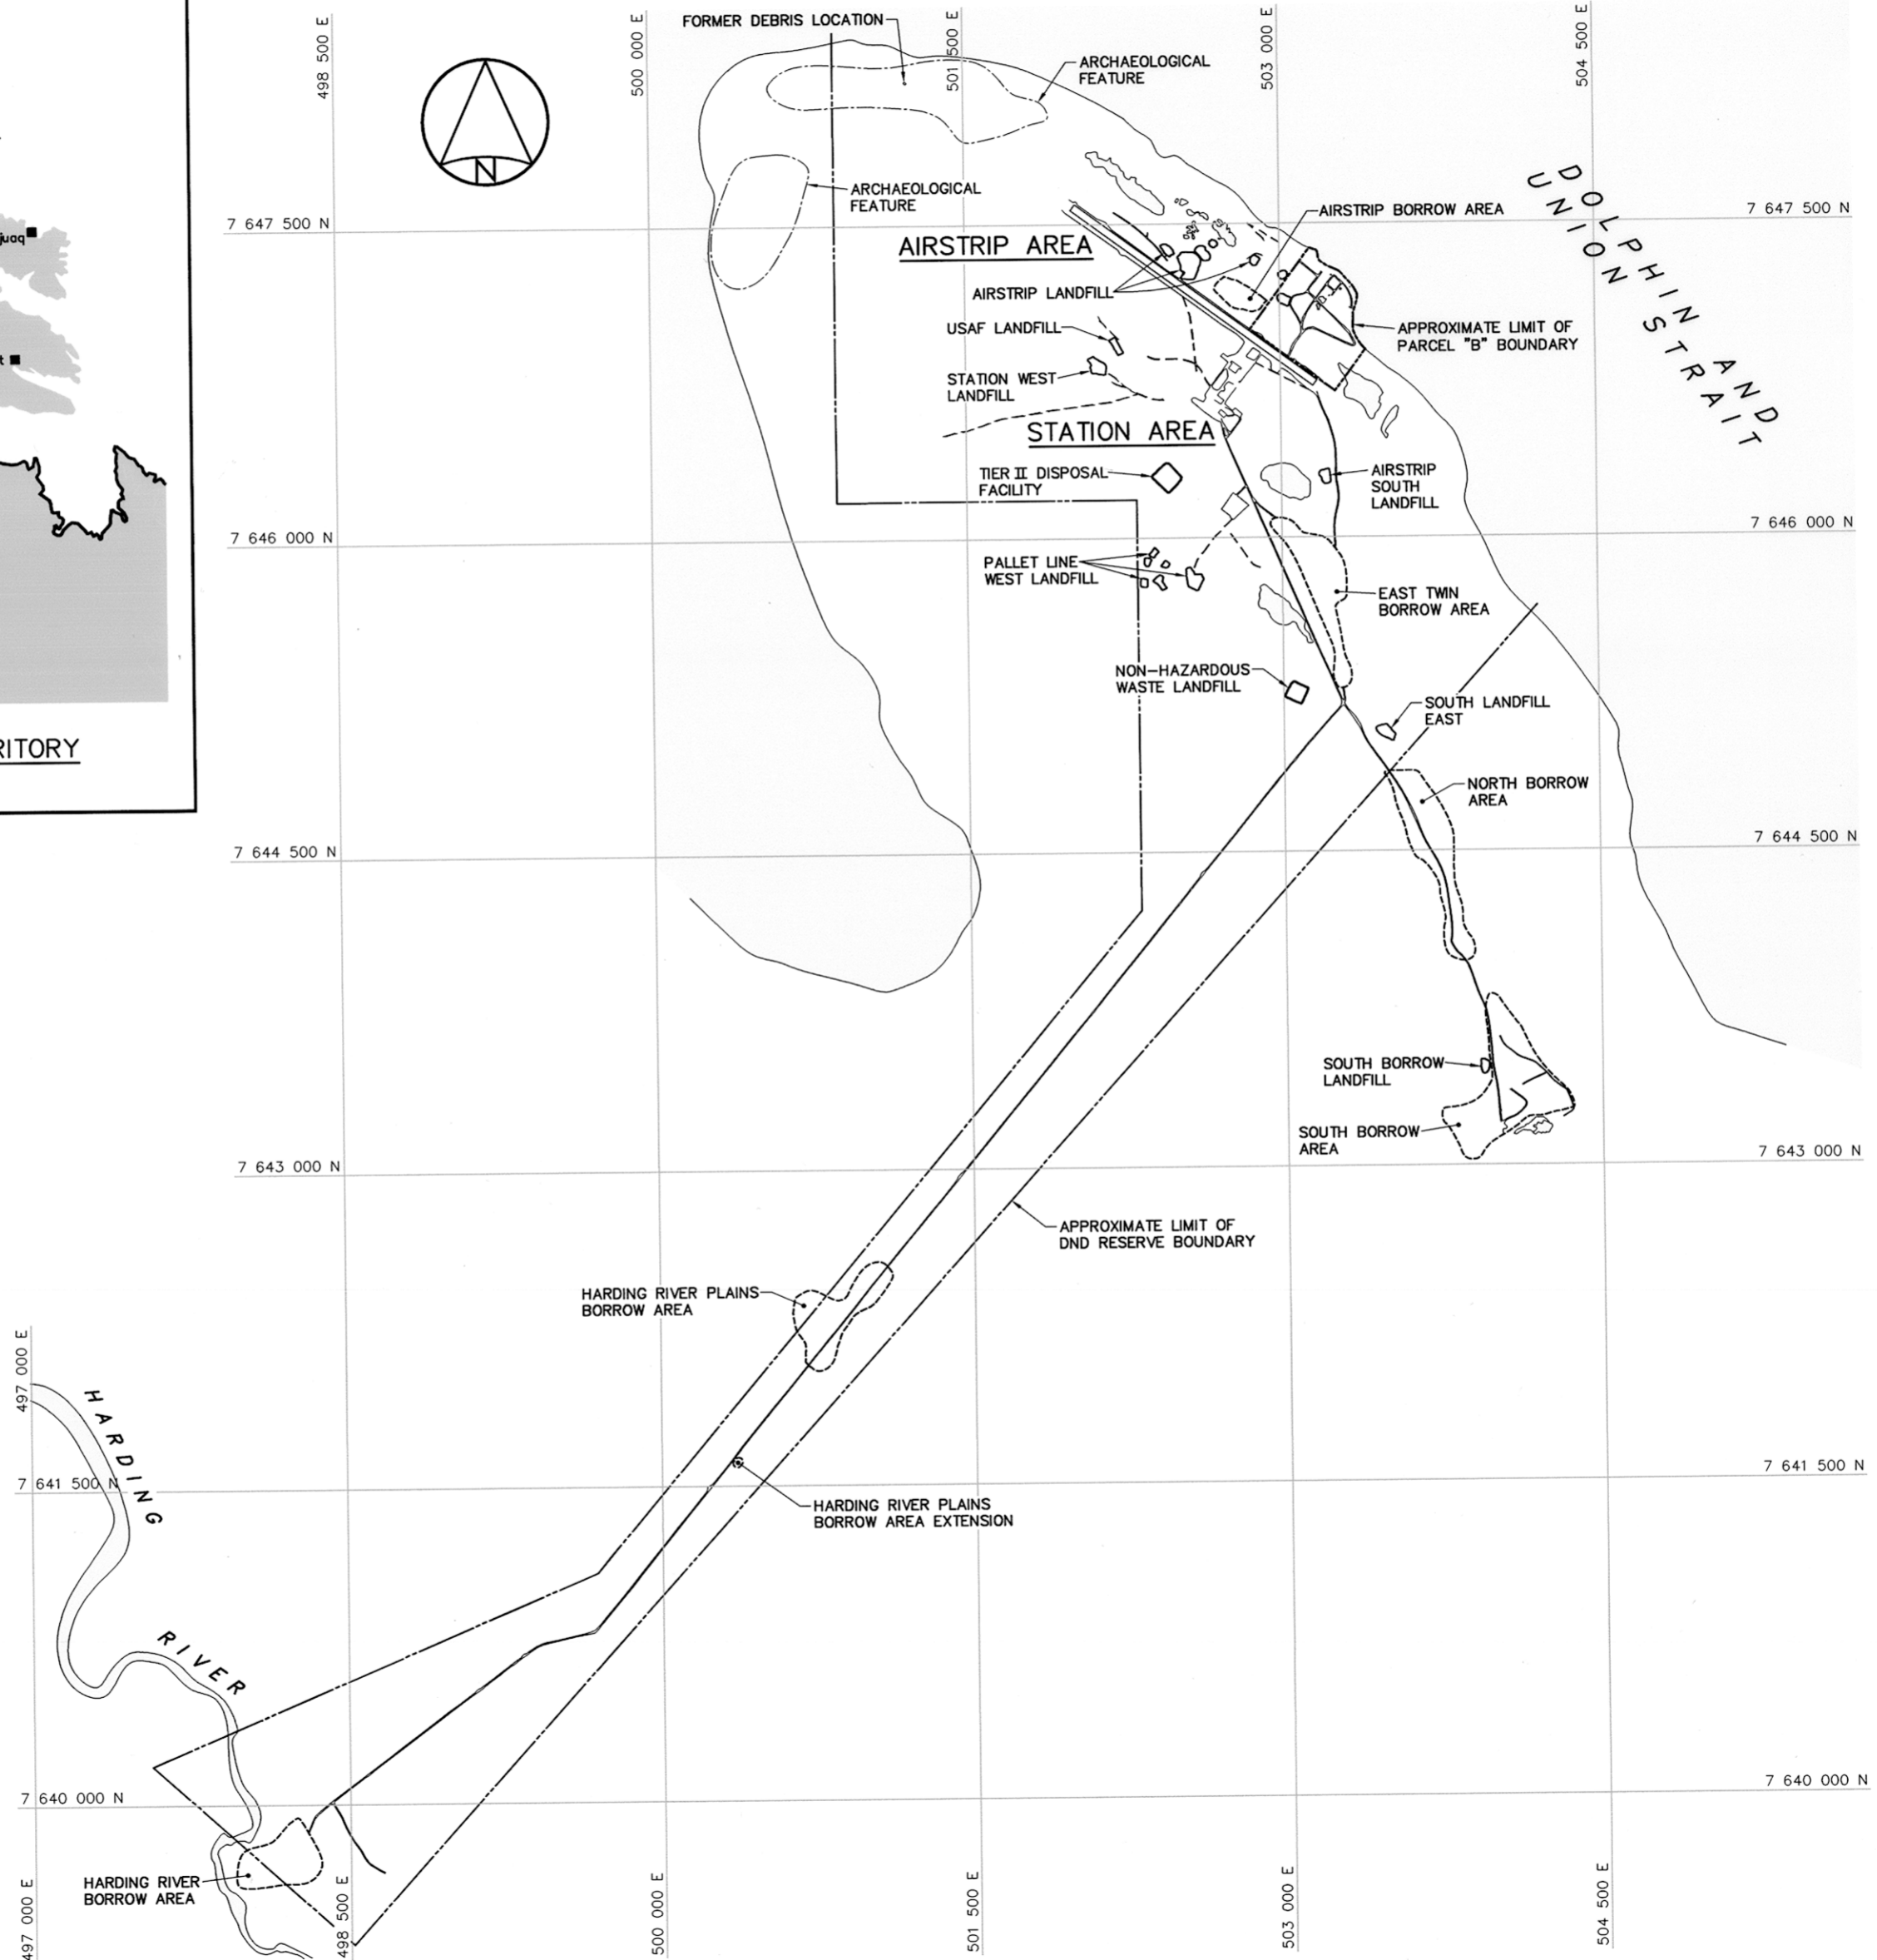 498 500 E
500 000 E
501 500 E
503 000 E
504 500 E
FORMER DEBRIS LOCATION
ARCHAEOLOGICAL
FEATURE
N
ARCHAEOLOGICAL
FEATURE
DOLPHIN AND
UNION STRAIT
7 647 500 N
7 647 500 N
AIRSTRIP BORROW AREA
juaq
AIRSTRIP AREA
AIRSTRIP LANDFILL
USAF LANDFILL
APPROXIMATE LIMIT OF
PARCEL "B" BOUNDARY
t
STATION WEST
LANDFILL
STATION AREA
TIER II DISPOSAL
FACILITY
AIRSTRIP
SOUTH
LANDFILL
7 646 000 N
7 646 000 N
PALLET LINE
WEST LANDFILL
EAST TWIN
BORROW AREA
NON-HAZARDOUS
WASTE LANDFILL
SOUTH LANDFILL
EAST
RITORY
NORTH BORROW
AREA
7 644 500 N
7 644 500 N
SOUTH BORROW
LANDFILL
SOUTH BORROW
AREA
7 643 000 N
7 643 000 N
APPROXIMATE LIMIT OF
DND RESERVE BOUNDARY
HARDING RIVER PLAINS
BORROW AREA
497 000 E
HARDING
RIVER
7 641 500 N
7 641 500 N
HARDING RIVER PLAINS
BORROW AREA EXTENSION
7 640 000 N
7 640 000 N
HARDING RIVER
BORROW AREA
497 000 E
498 500 E
500 000 E
501 500 E
503 000 E
504 500 E